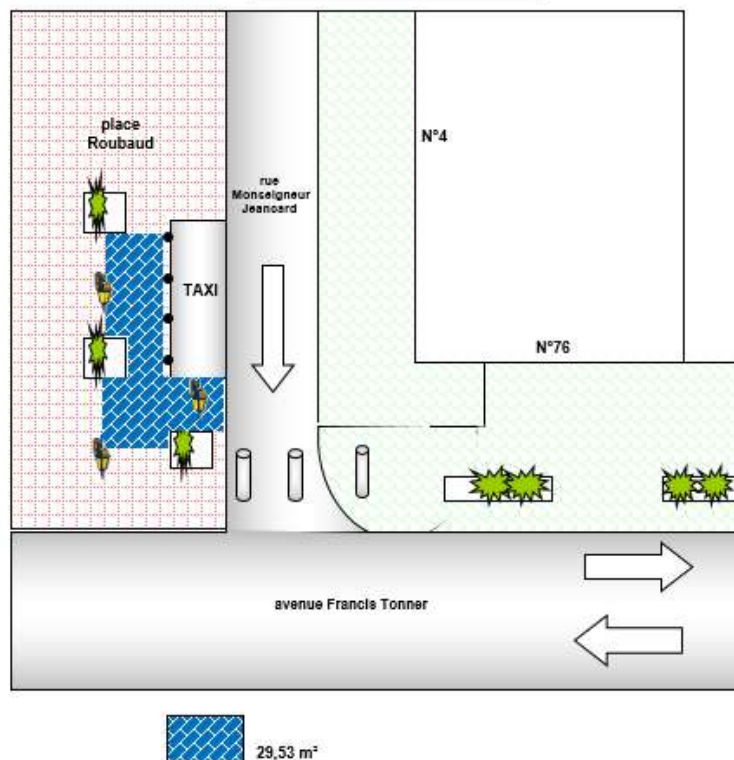 place
Roubaud
N°4
rue
Monseigneur
Jeancard
TAXI
N°76
avenue Francis Tonner
29,53 m²